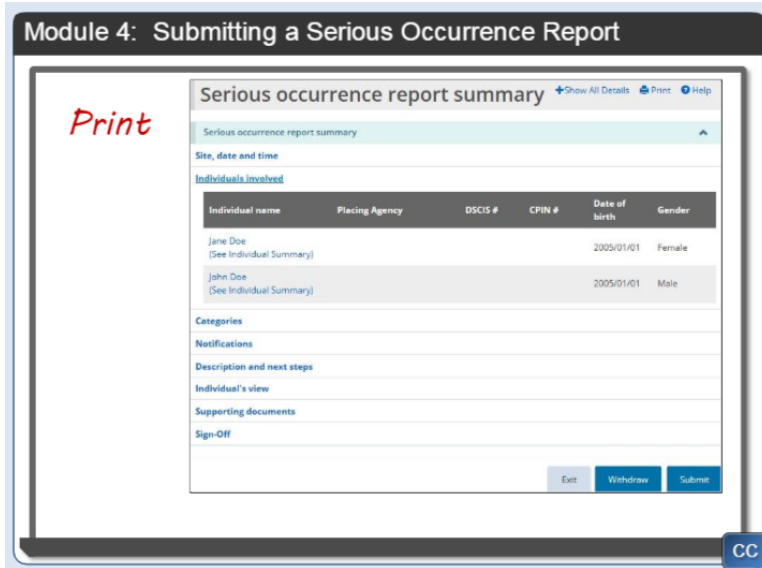 Module 4: Submitting a Serious Occurrence Report
Print
Serious occurrence report summary
+Show All Details Print Help
Serious occurrence report summary
Site, date and time
Individuals involved
Individual name Placing Agency DSCIS # CPIN # Date of birth Gender
Jane Doe 2005/01/01 Female
(See Individual Summary)
John Doe 2005/01/01 Male
(See Individual Summary)
Categories
Notifications
Description and next steps
Individual's view
Supporting documents
Sign-Off
Exit Withdraw Submit
CC